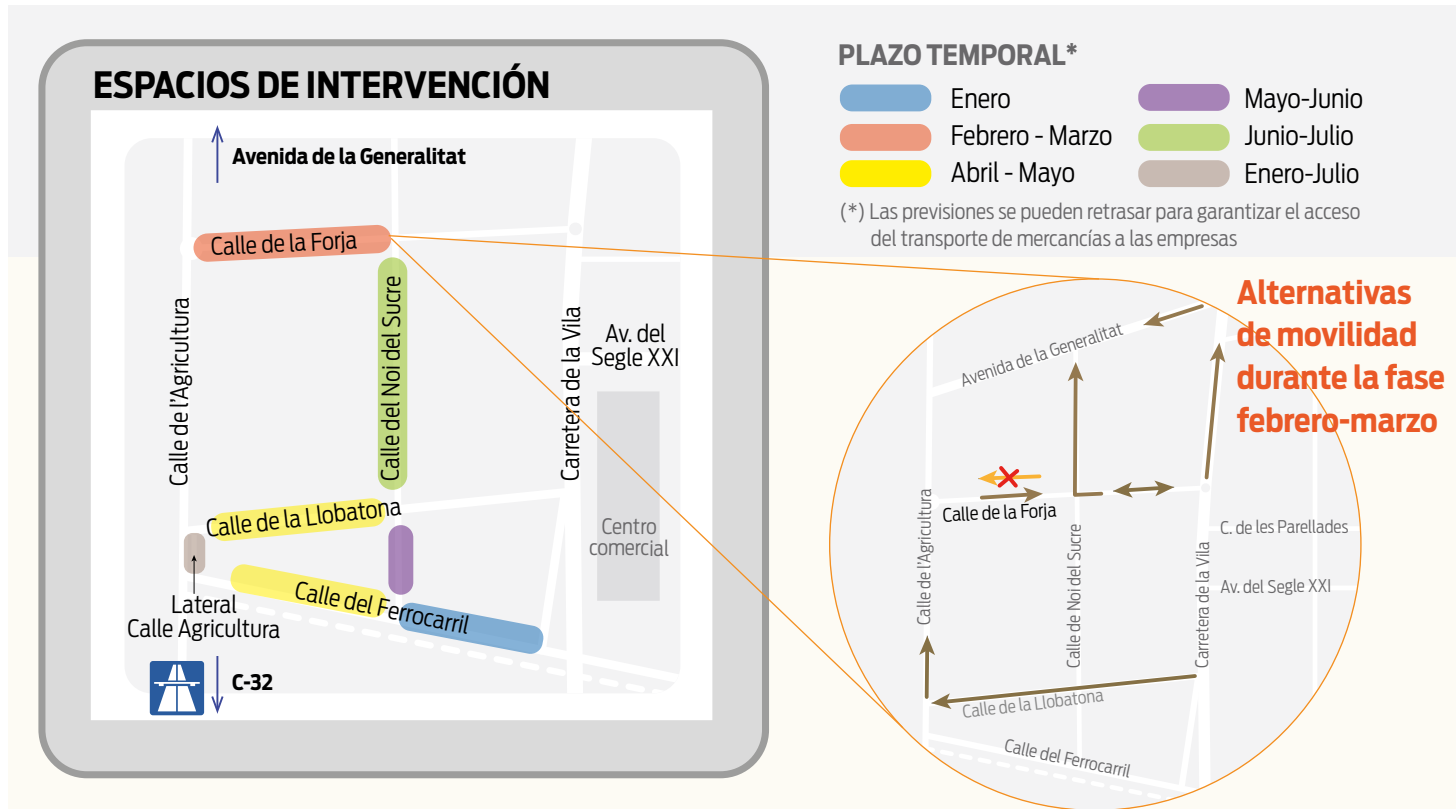 ESPACIOS DE INTERVENCIÓN
Avenida de la Generalitat
Calle de la Forja
Calle de l'Agricultura
Calle del Noi del Sucre
Carretera de la Vila
Av. del
Segle XXI
Calle de la Llobatona
Centro
comercial
Calle del Ferrocarril
Lateral
Calle Agricultura
C-32
PLAZO TEMPORAL*
Enero
Febrero - Marzo
Abril - Mayo
Mayo-Junio
Junio-Julio
Enero-Julio
(*) Las previsiones se pueden retrasar para garantizar el acceso
del transporte de mercancías a las empresas
Alternativas
de movilidad
durante la fase
febrero-marzo
Avenida de la Generalitat
Calle de la Forja
Calle de l'Agricultura
Calle de Noi del Sucre
Carretera de la Vila
C. de les Parellades
Av. del Segle XXI
Calle de la Llobatona
Calle del Ferrocarril